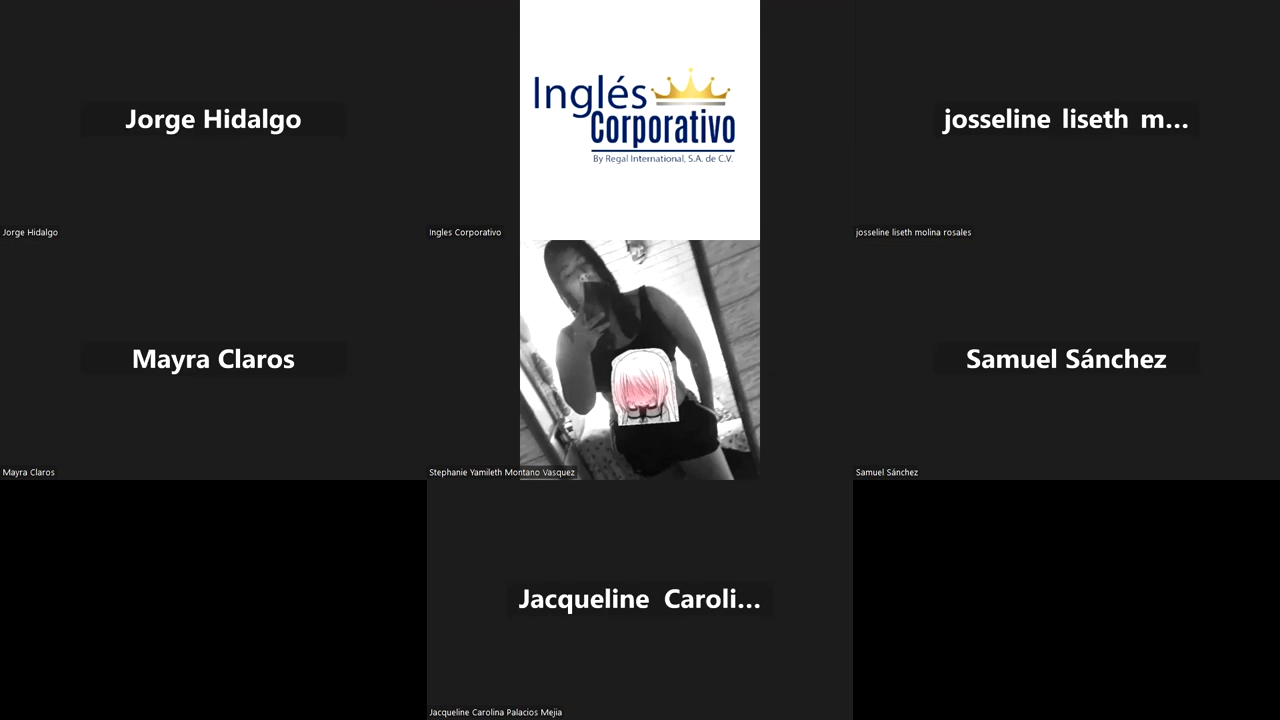 Jorge Hidalgo
Jorge Hidalgo
Inglés
Corporativo
By Regal International, S.A. de C.V.
Ingles Corporativo
josseline liseth m...
josseline liseth molina rosales
Mayra Claros
Mayra Claros
Stephanie Yamileth Montano Vasquez
Samuel Sánchez
Samuel Sánchez
Jacqueline Caroli...
Jacqueline Carolina Palacios Mejia